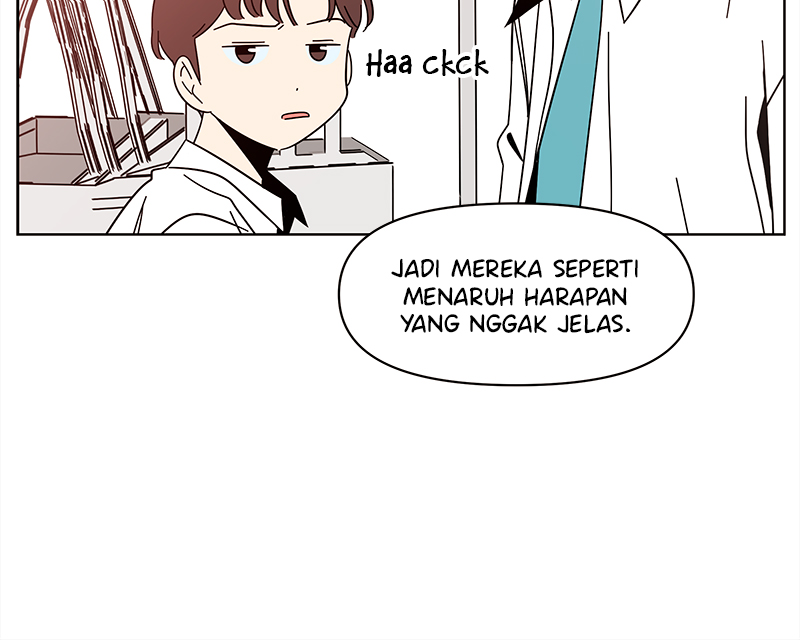 Haa ckck
JADI MEREKA SEPERTI
MENARUH HARAPAN
YANG NGGAK JELAS.